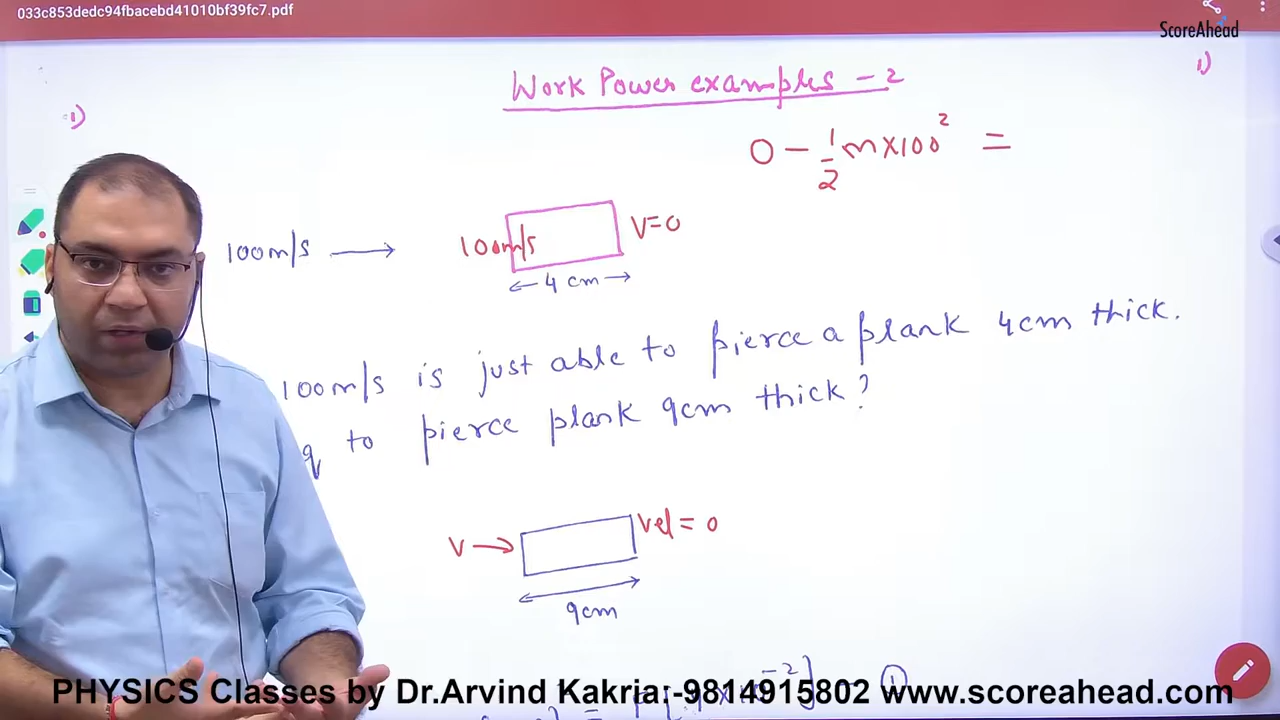 033c853dedc94fbacebd41010bf39fc7.pdf
ScoreAhead
Work Power examples - 2
1)
1)
0 - 1/2 m x 100² =
100m/s → 100m/s V=0
4 cm
100m/s is just able to pierce a plank 4cm thick.
to pierce plank 9cm thick?
V → Vel = 0
9cm
PHYSICS Classes by Dr.Arvind Kakria:-9814915802 www.scoreahead.com